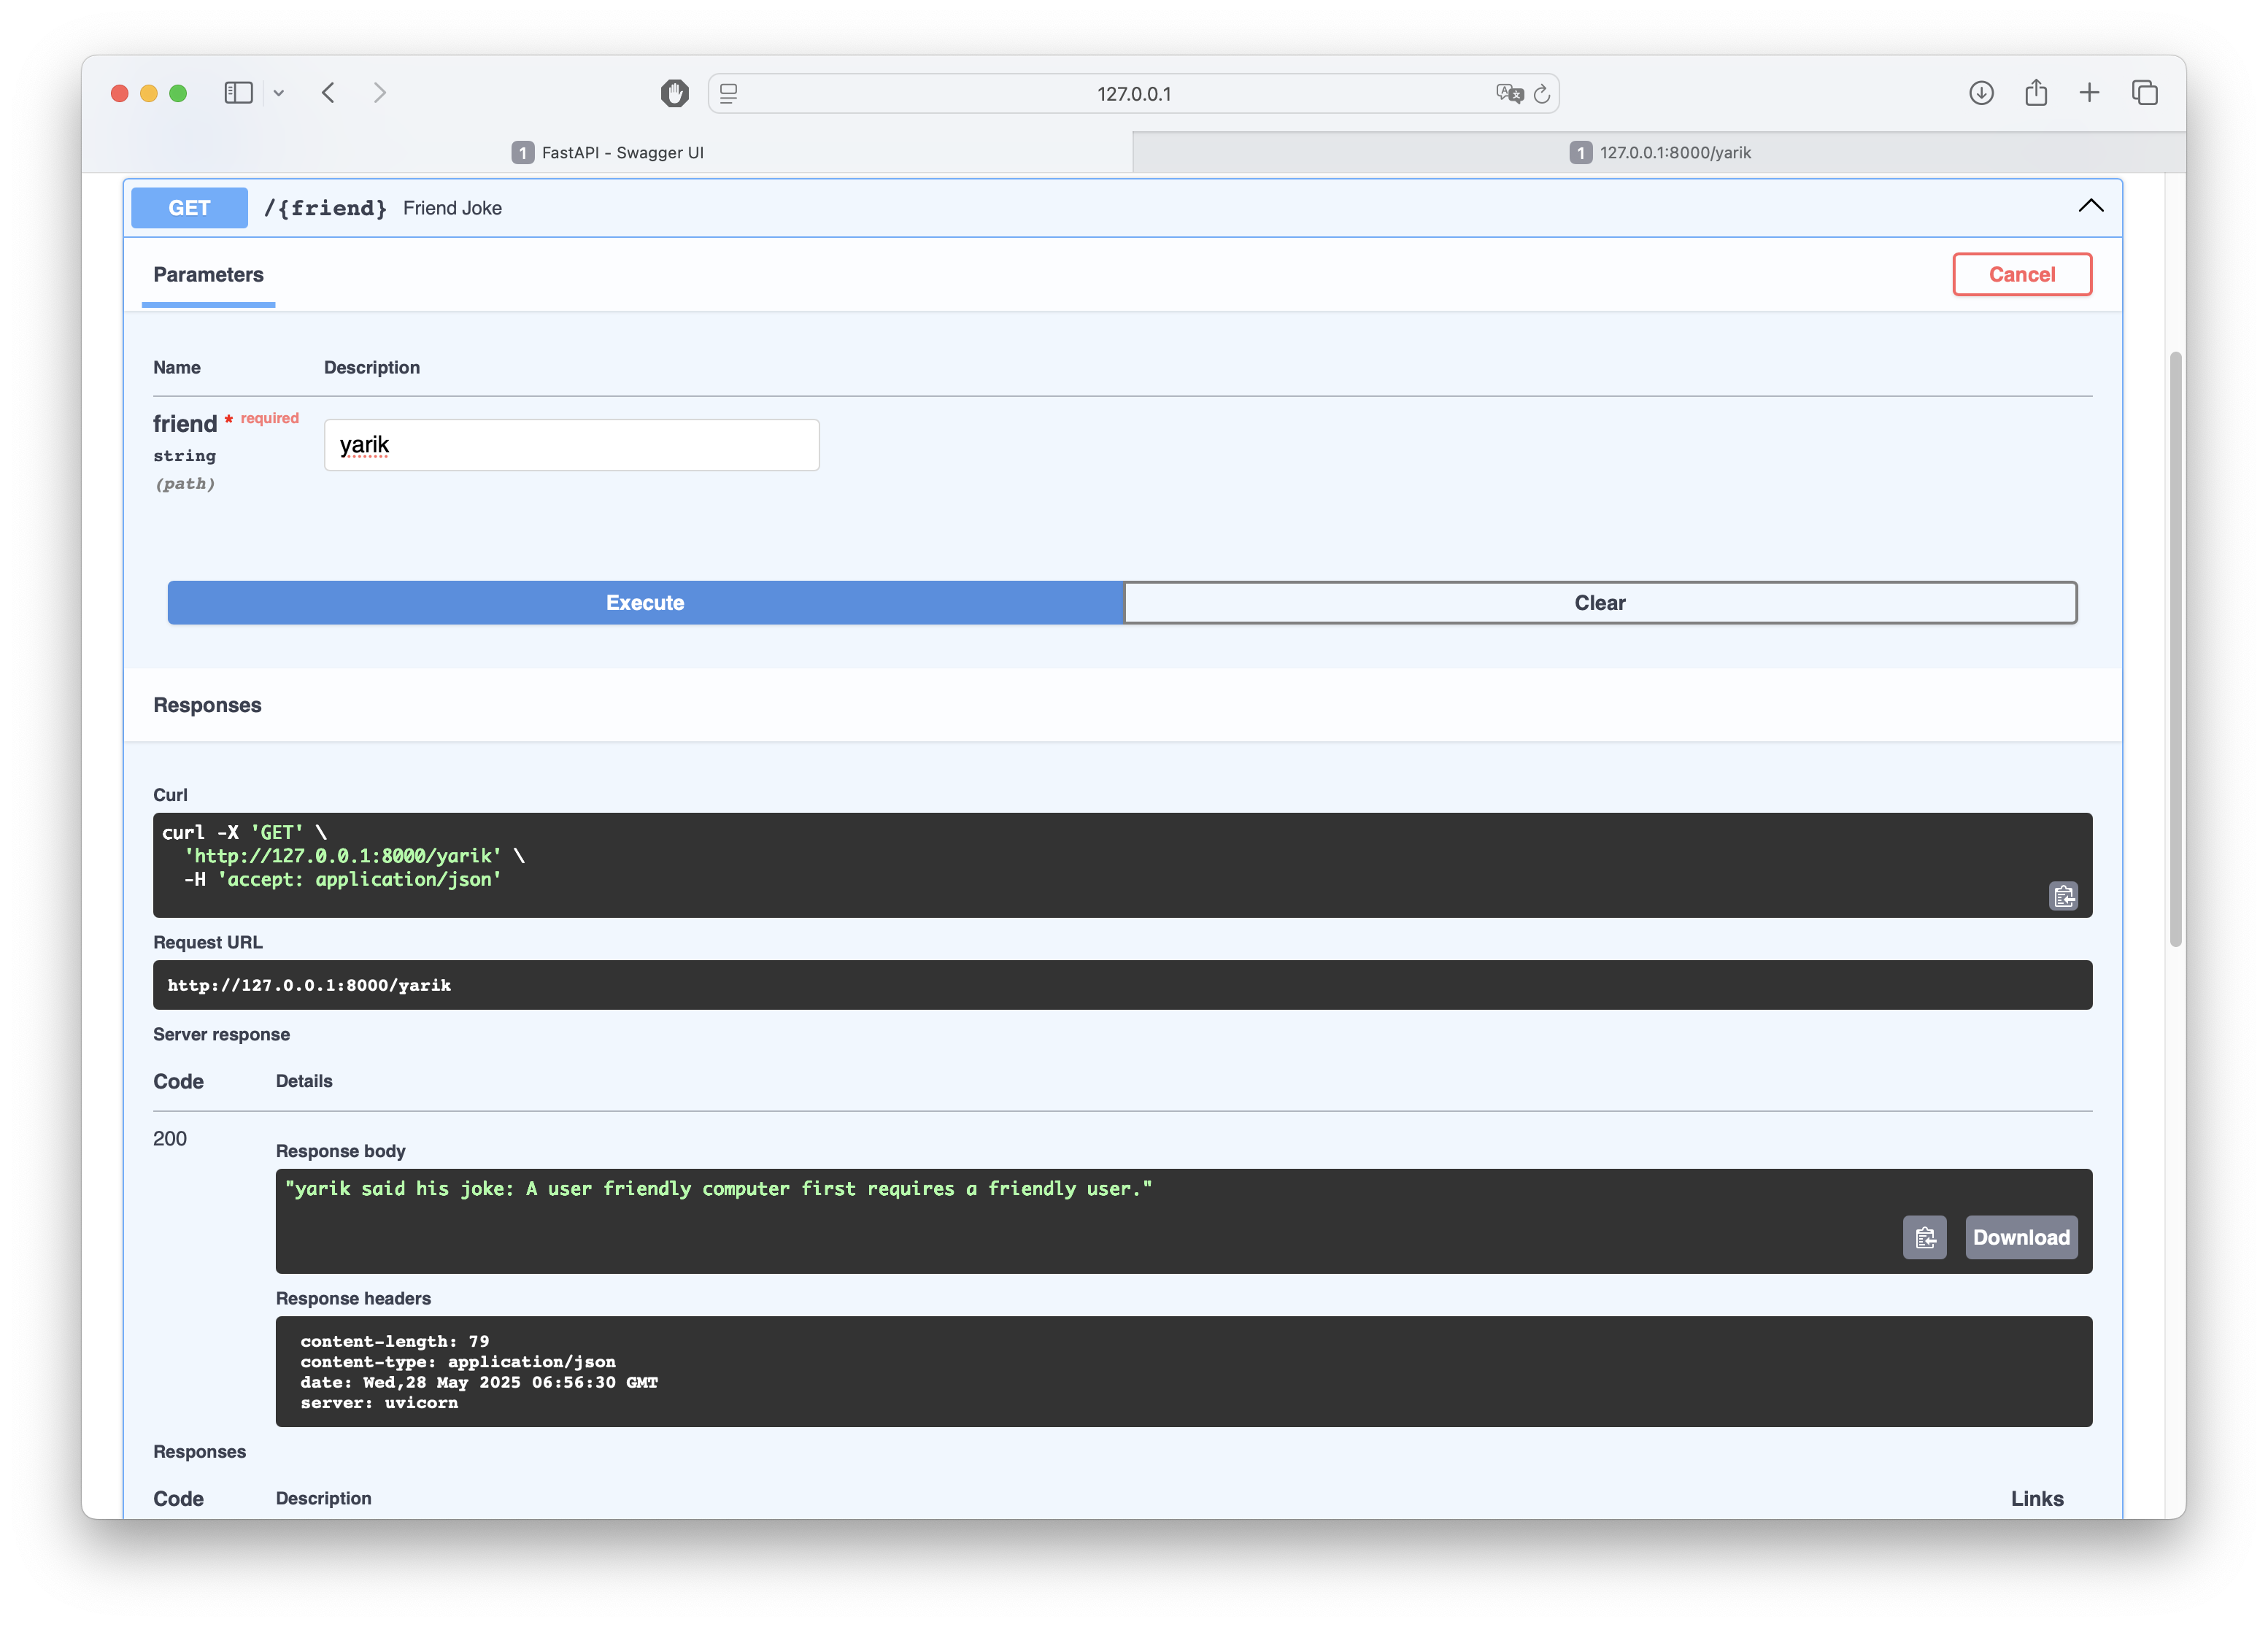 127.0.0.1
1 FastAPI - Swagger UI
1 127.0.0.1:8000/yarik
GET /{friend} Friend Joke
Parameters
Cancel
Name Description
friend * required
string
(path)
yarik
Execute
Clear
Responses
Curl
curl -X 'GET' \
'http://127.0.0.1:8000/yarik' \
-H 'accept: application/json'
Request URL
http://127.0.0.1:8000/yarik
Server response
Code Details
200
Response body
"yarik said his joke: A user friendly computer first requires a friendly user."
Download
Response headers
content-length: 79
content-type: application/json
date: Wed,28 May 2025 06:56:30 GMT
server: uvicorn
Responses
Code Description Links